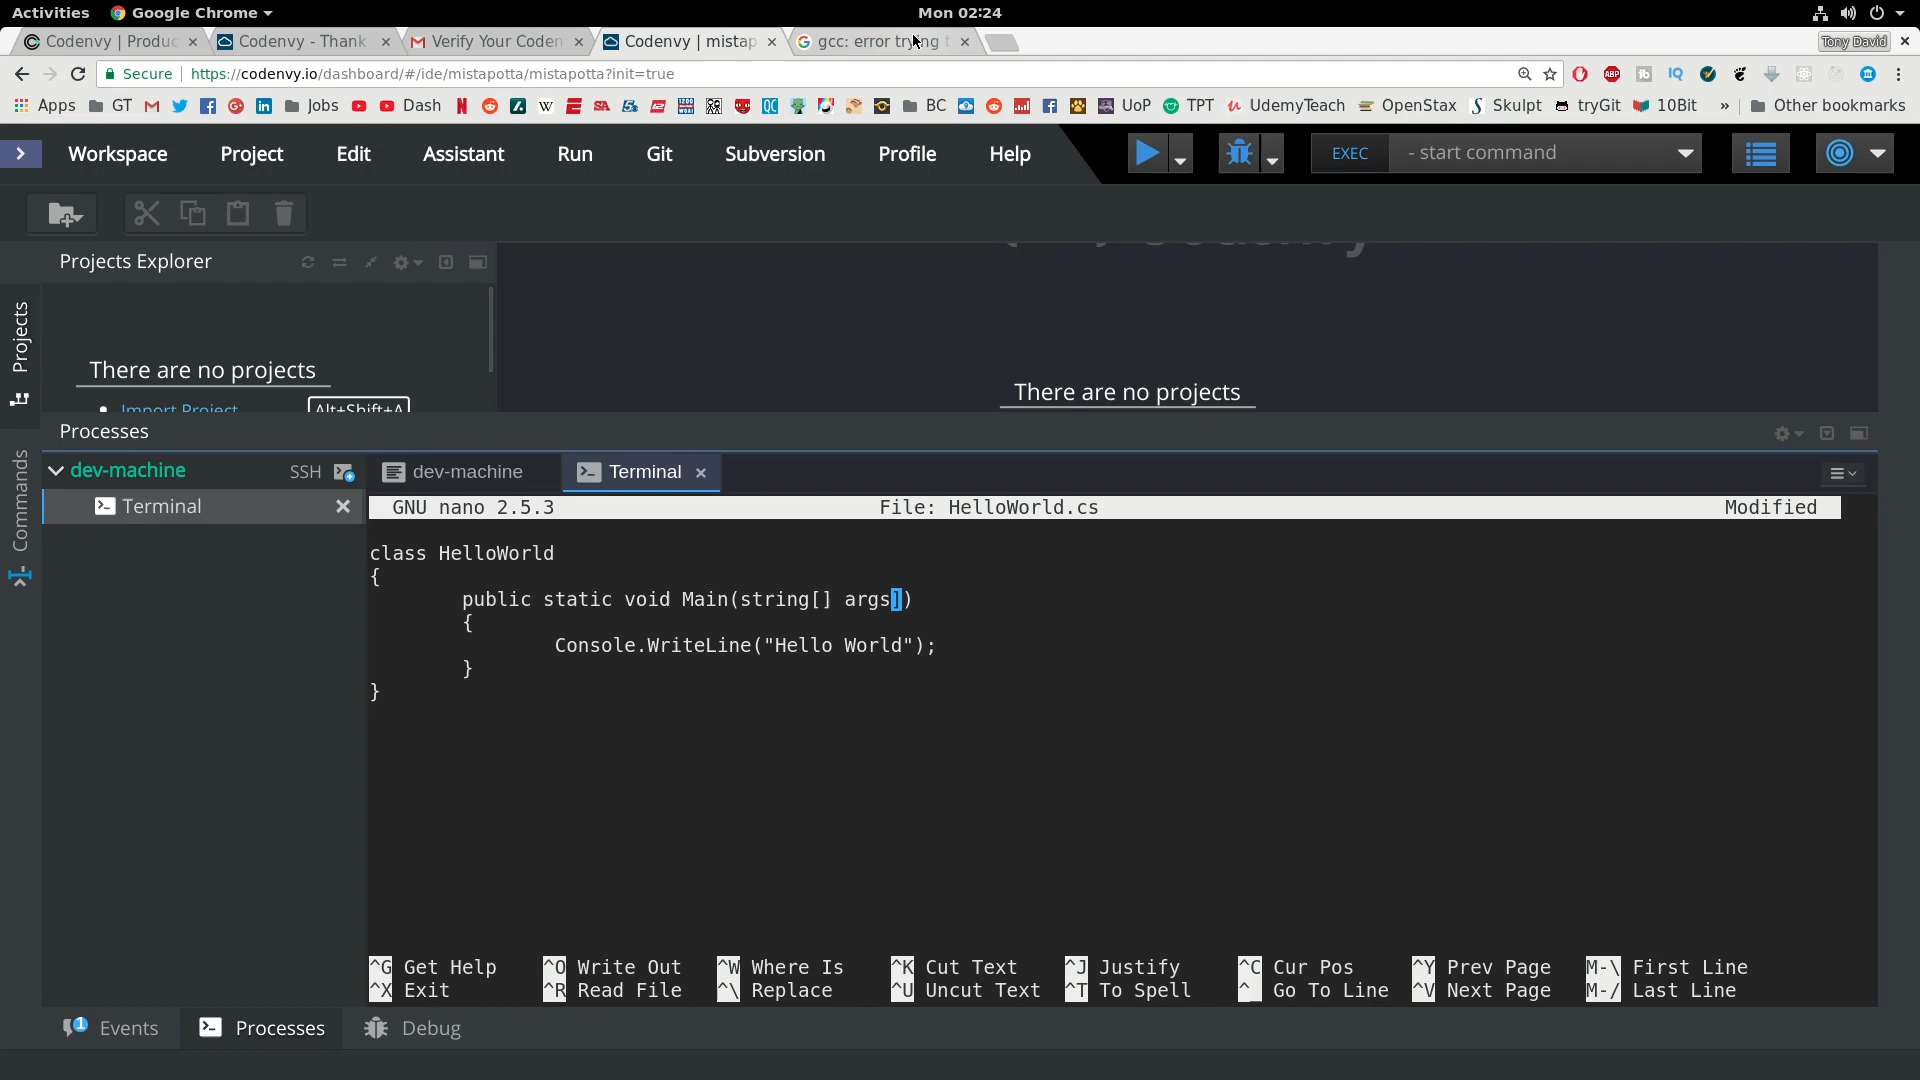 Activities Google Chrome Mon 02:24
Codenvy | Produc Codenvy - Thank Verify Your Coden Codenvy | mistap gcc: error trying t Tony David
Secure https://codenvy.io/dashboard/#/ide/mistapotta/mistapotta?init=true
Apps GT Jobs Dash BC UoP TPT UdemyTeach OpenStax Skulpt tryGit 10Bit » Other bookmarks
Workspace Project Edit Assistant Run Git Subversion Profile Help EXEC - start command
Projects Explorer
Projects
There are no projects
There are no projects
Import Project Alt+Shift+A
Processes
Commands
dev-machine SSH dev-machine Terminal
Terminal
GNU nano 2.5.3 File: HelloWorld.cs Modified
class HelloWorld
{
public static void Main(string[] args])
{
Console.WriteLine("Hello World");
}
}
^G Get Help ^O Write Out ^W Where Is ^K Cut Text ^J Justify ^C Cur Pos ^Y Prev Page M-\ First Line
^X Exit ^R Read File ^\ Replace ^U Uncut Text ^T To Spell ^_ Go To Line ^V Next Page M-/ Last Line
1 Events Processes Debug